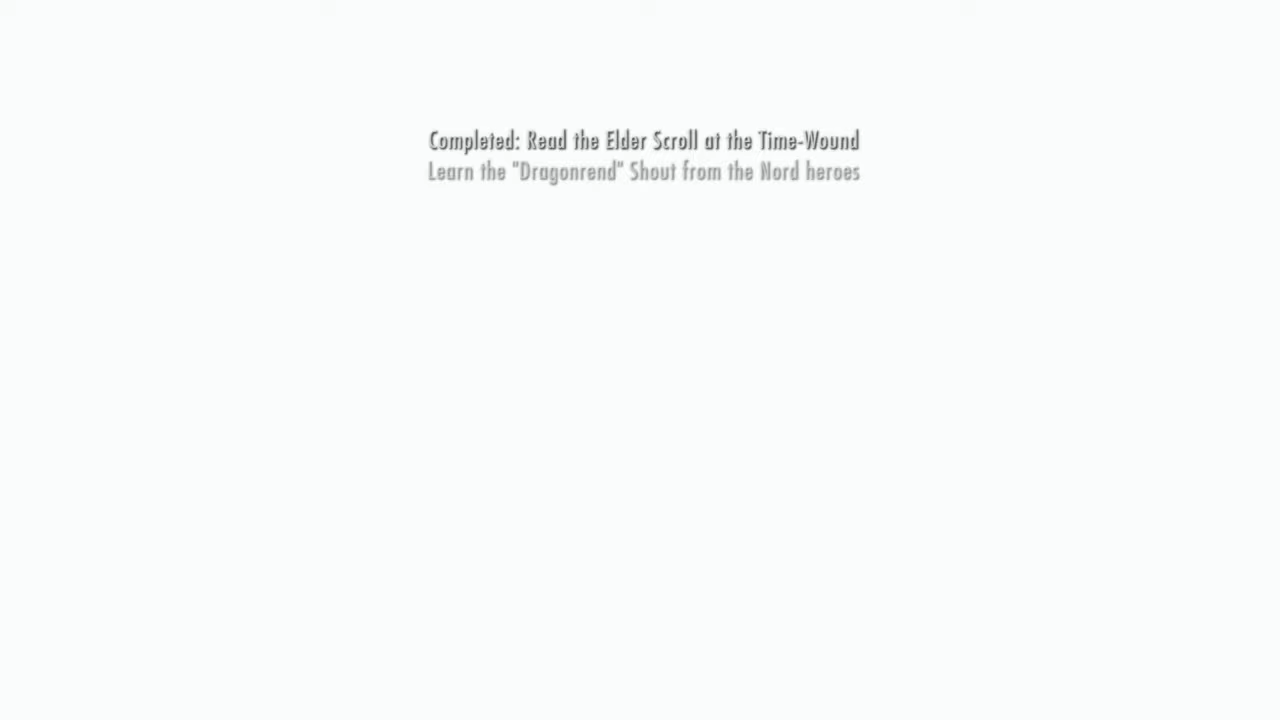 Completed: Read the Elder Scroll at the Time-Wound
Learn the "Dragonrend" Shout from the Nord heroes